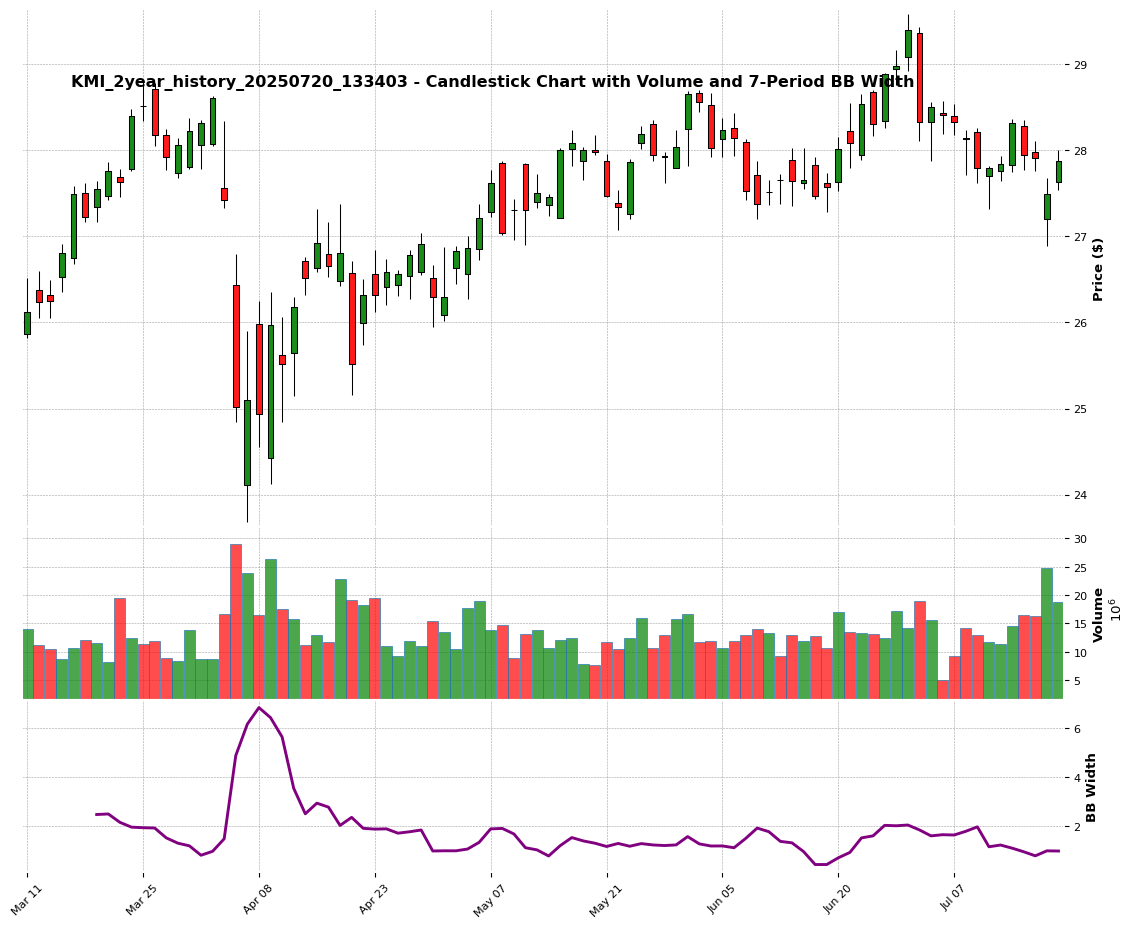 KMI_2year_history_20250720_133403 - Candlestick Chart with Volume and 7-Period BB Width
29
28
27
26
25
24
Price ($)
30
25
20
15
10
5
Volume
10^6
6
4
2
BB Width
Mar 11
Mar 25
Apr 08
Apr 23
May 07
May 21
Jun 05
Jun 20
Jul 07